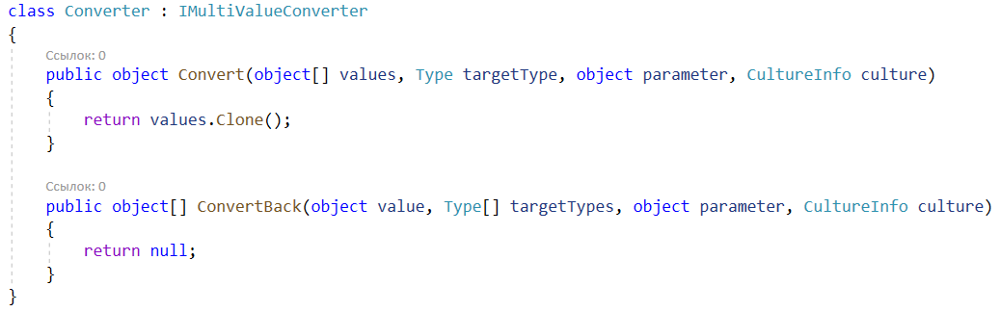 class Converter : IMultiValueConverter
{
Ссылок: 0
public object Convert(object[] values, Type targetType, object parameter, CultureInfo culture)
{
return values.Clone();
}
Ссылок: 0
public object[] ConvertBack(object value, Type[] targetTypes, object parameter, CultureInfo culture)
{
return null;
}
}